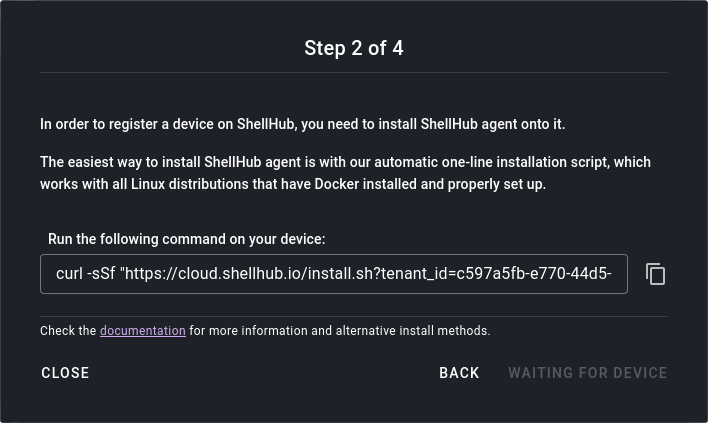 Step 2 of 4
In order to register a device on ShellHub, you need to install ShellHub agent onto it.
The easiest way to install ShellHub agent is with our automatic one-line installation script, which
works with all Linux distributions that have Docker installed and properly set up.
Run the following command on your device:
curl -sSf "https://cloud.shellhub.io/install.sh?tenant_id=c597a5fb-e770-44d5-
Check the documentation for more information and alternative install methods.
CLOSE BACK WAITING FOR DEVICE